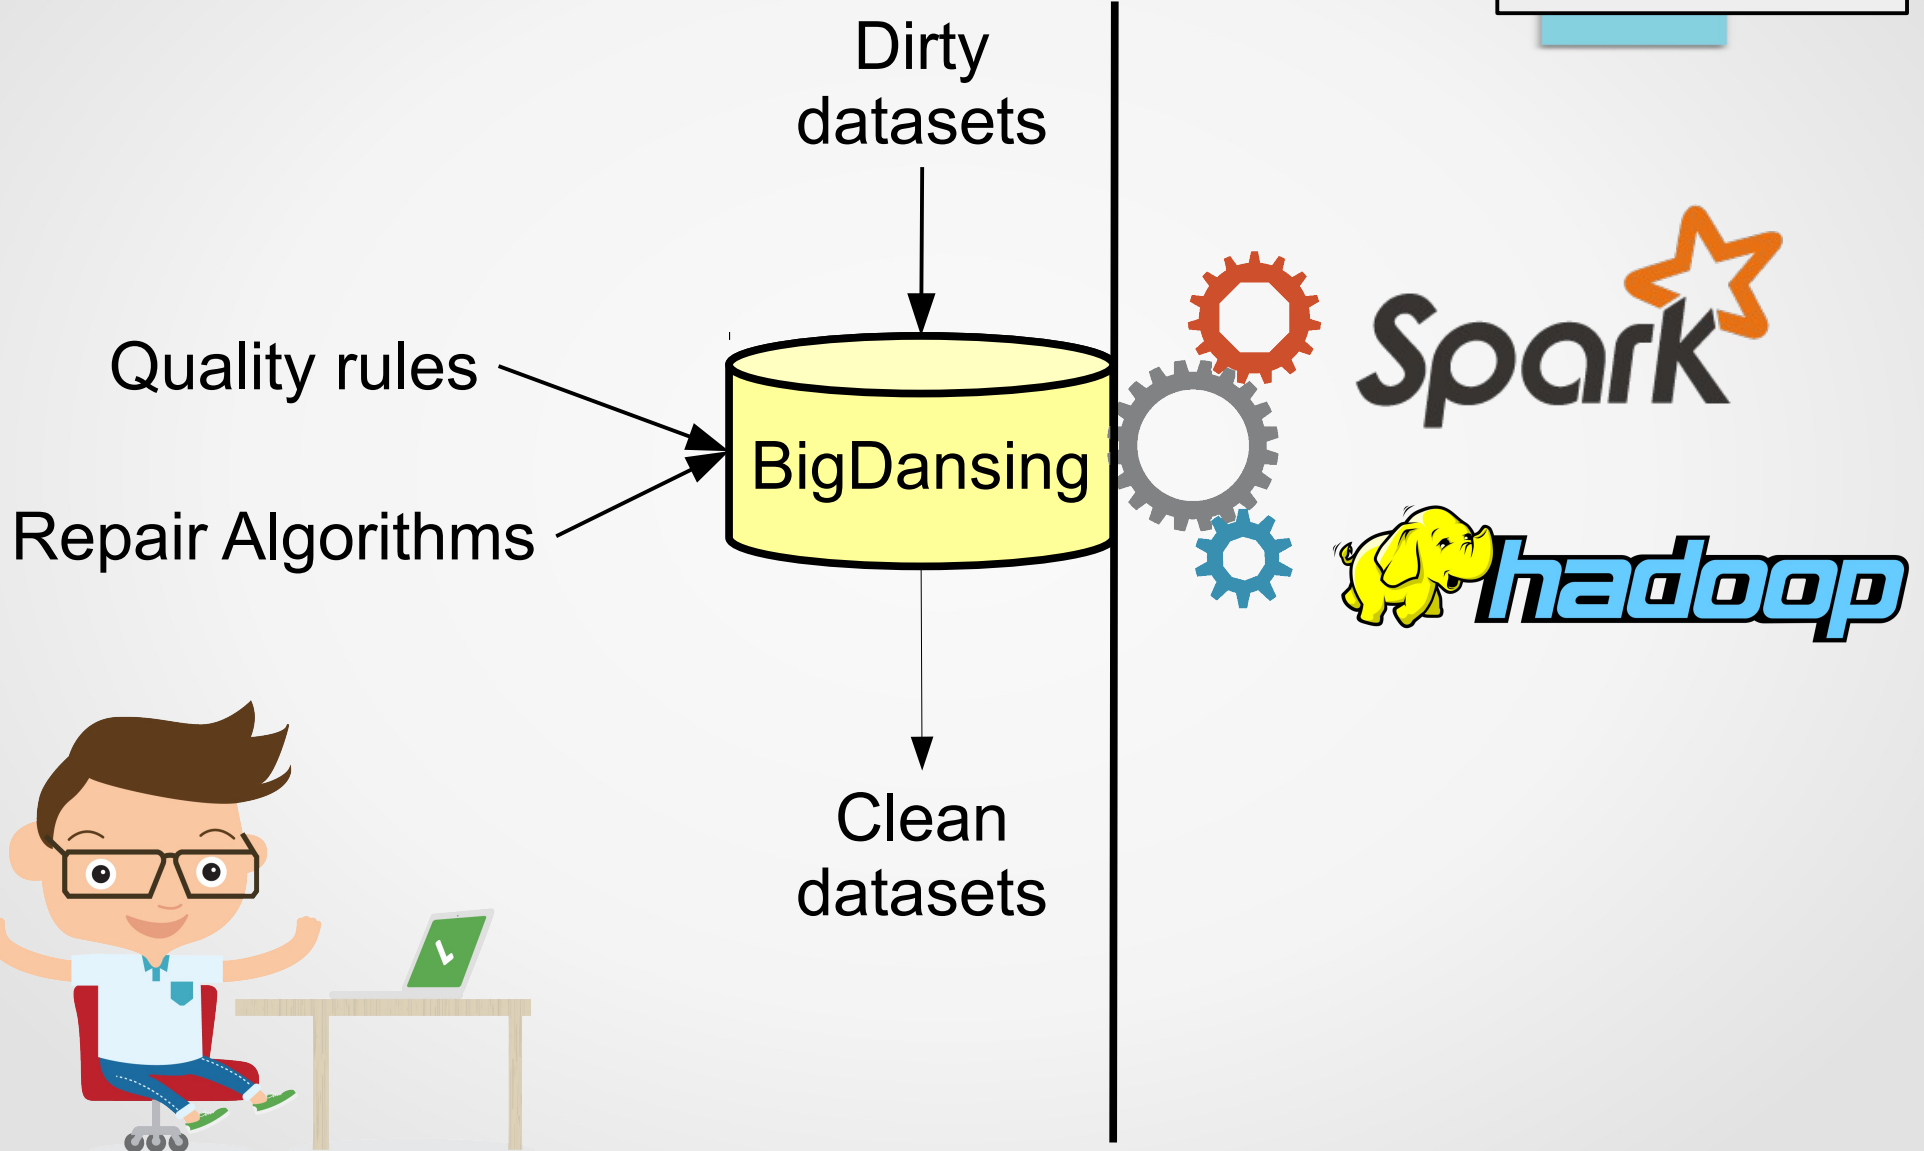 Dirty
datasets
Quality rules
BigDansing
Repair Algorithms
Spark
hadoop
Clean
datasets